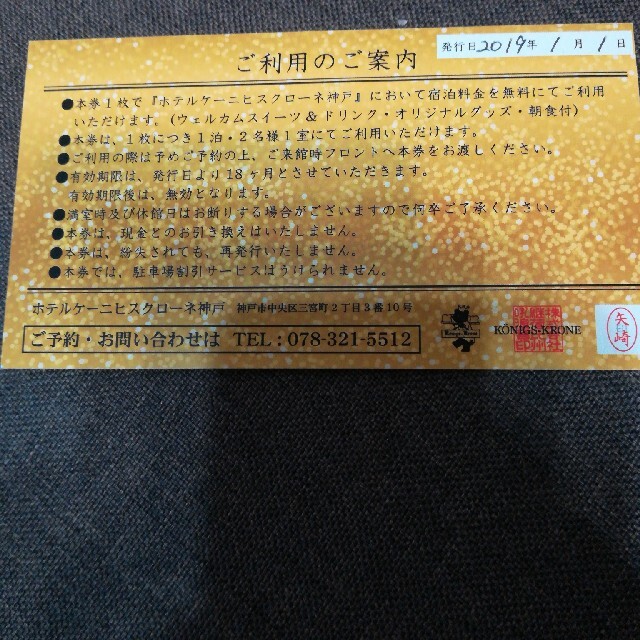 発行日2019年 1月 1日
ご利用のご案内
●本券1枚で『ホテルケーニヒスクローネ神戸』において宿泊料金を無料にてご利用
いただけます。(ウェルカムスイーツ&ドリンク・オリジナルグッズ・朝食付)
●本券は、1枚につき1泊・2名様1室にてご利用いただけます。
●ご利用の際は予めご予約の上、ご来館時フロントへ本券をお渡しください。
●有効期限は、発行日より18ヶ月とさせていただきます。
有効期限後は、無効となります。
●満室時及び休館日はお断りする場合がございますので何卒ご了承ください。
●本券は、現金とのお引き換えはいたしません。
●本券は、紛失されても、再発行いたしません。
●本券では、駐車場割引サービスはうけられません。
ホテルケーニヒスクローネ神戸 神戸市中央区三宮町2丁目3番10号
ご予約・お問い合わせは TEL:078-321-5512
KÖNIGS-KRONE
矢崎